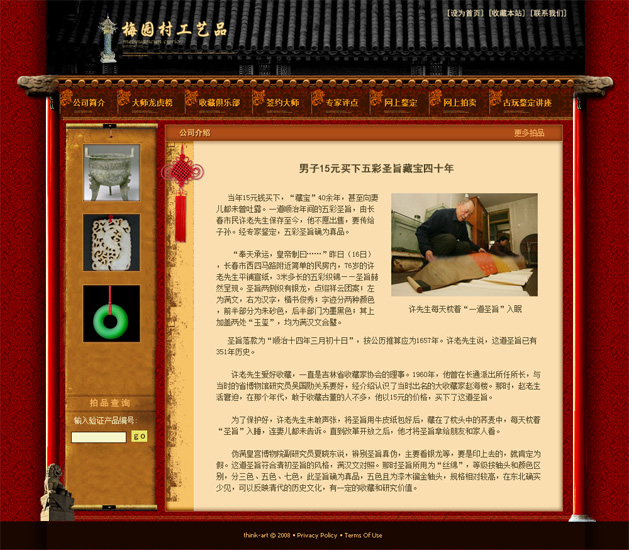 [设为首页] [收藏本站] [联系我们]
梅园村工艺品
公司简介 大师龙虎榜 收藏俱乐部 签约大师 专家评点 网上鉴定 网上拍卖 古玩鉴定讲座
公司介绍 更多拍品
男子15元买下五彩圣旨藏宝四十年
当年15元钱买下，“藏宝”40余年，甚至向妻
儿都未曾吐露。一道顺治年间的五彩圣旨，由长
春市民许老先生保存至今，他不愿出售，要传给
子孙。经专家鉴定，五彩圣旨确为真品。
“奉天承运，皇帝制曰……”昨日（16日）
，长春市西四马路附近简单的民房内，76岁的许
老先生平铺宣纸，3米多长的五彩织锦－－圣旨赫
然呈现。圣旨两侧织有银龙，点缀祥云图案；左
为满文，右为汉字，楷书俊秀；字迹分两种颜色
，前半部分为朱砂色，后半部门为墨黑色；其上
加盖两处“玉玺”，均为满汉文合璧。
许先生每天枕着“一道圣旨”入眠
圣旨落款为“顺治十四年三月初十日”，按公历推算应为1657年。许老先生说，这道圣旨已有
351年历史。
许老先生爱好收藏，一直是吉林省收藏家协会的理事。1960年，他曾在长通派出所任所长，与
当时的省博物馆研究员吴国勋关系要好，经介绍认识了当时出名的大收藏家赵海楼。那时，赵老生
活窘迫，在那个年代，敢于收藏古董的人不多，他以15元的价格，买下了这道圣旨。
为了保护好，许老先生未敢声张，将圣旨用牛皮纸包好后，藏在了枕头中的荞麦中，每天枕着
“圣旨”入睡，连妻儿都未告诉。直到改革开放之后，他才将圣旨拿给朋友和家人看。
伪满皇宫博物院副研究员夏晓东说，辨别圣旨真伪，主要看银龙等，要是印上去的，就肯定为
假。这道圣旨符合清初圣旨的风格，满汉文对照。那时圣旨所用为“丝绵”，等级按轴头和颜色区
别，分三色、五色、七色，此圣旨确为真品，五色且为漆木镏金轴头，规格相对较高，在东北确实
少见，可以反映清代的历史文化，有一定的收藏和研究价值。
拍品查询
输入验证产品编号：
go
think-art © 2008 • Privacy Policy • Terms Of Use